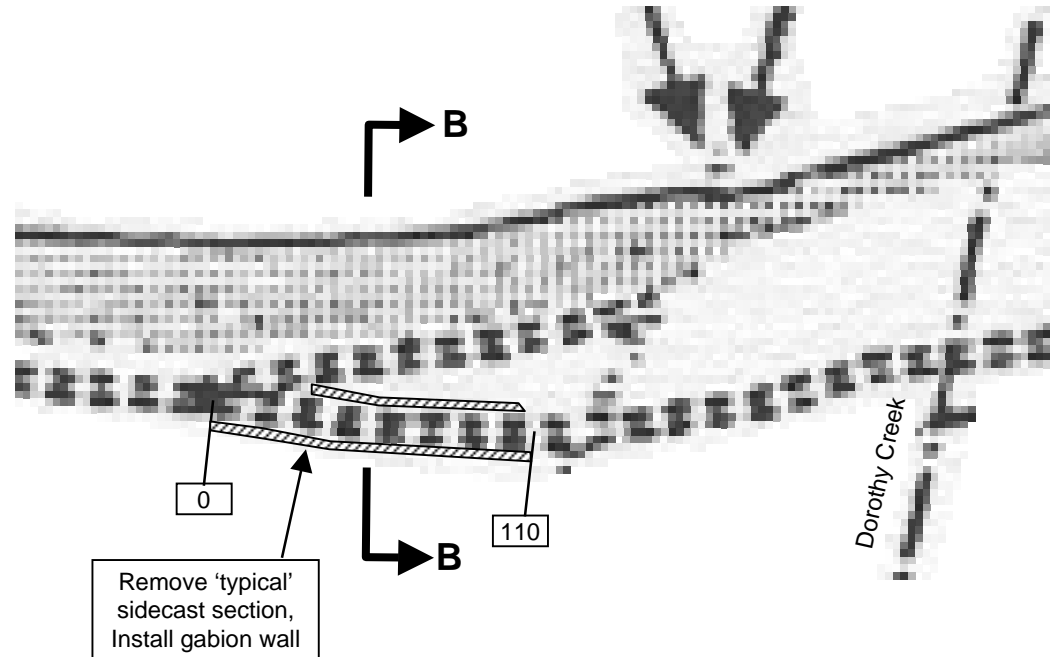 B
Dorothy Creek
0
110
B
Remove ‘typical’
sidecast section,
Install gabion wall